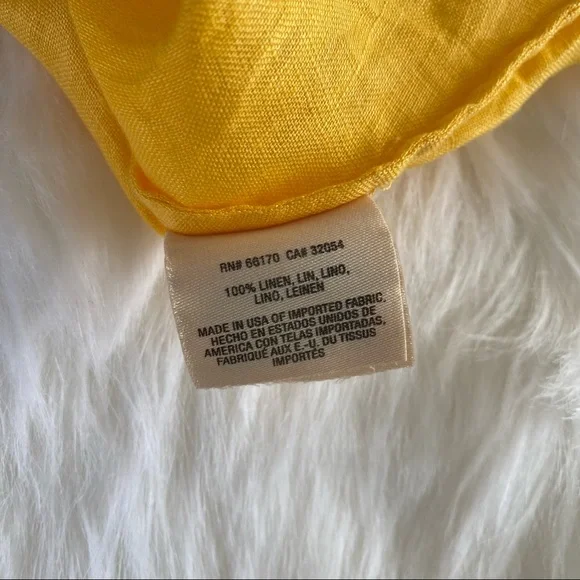 RN# 66170 CA# 32054
100% LINEN, LIN, LINO,
LINO, LEINEN
MADE IN USA OF IMPORTED FABRIC.
HECHO EN ESTADOS UNIDOS DE
AMERICA CON TELAS IMPORTADAS.
FABRIQUÉ AUX E.-U. DU TISSUS
IMPORTÉS